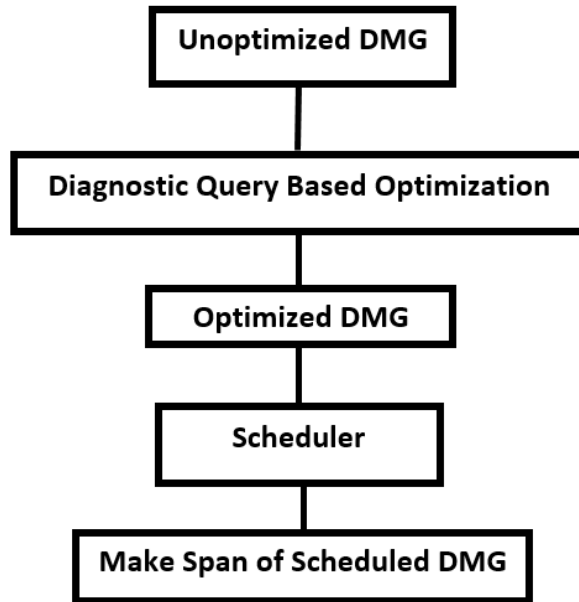 Unoptimized DMG
Diagnostic Query Based Optimization
Optimized DMG
Scheduler
Make Span of Scheduled DMG